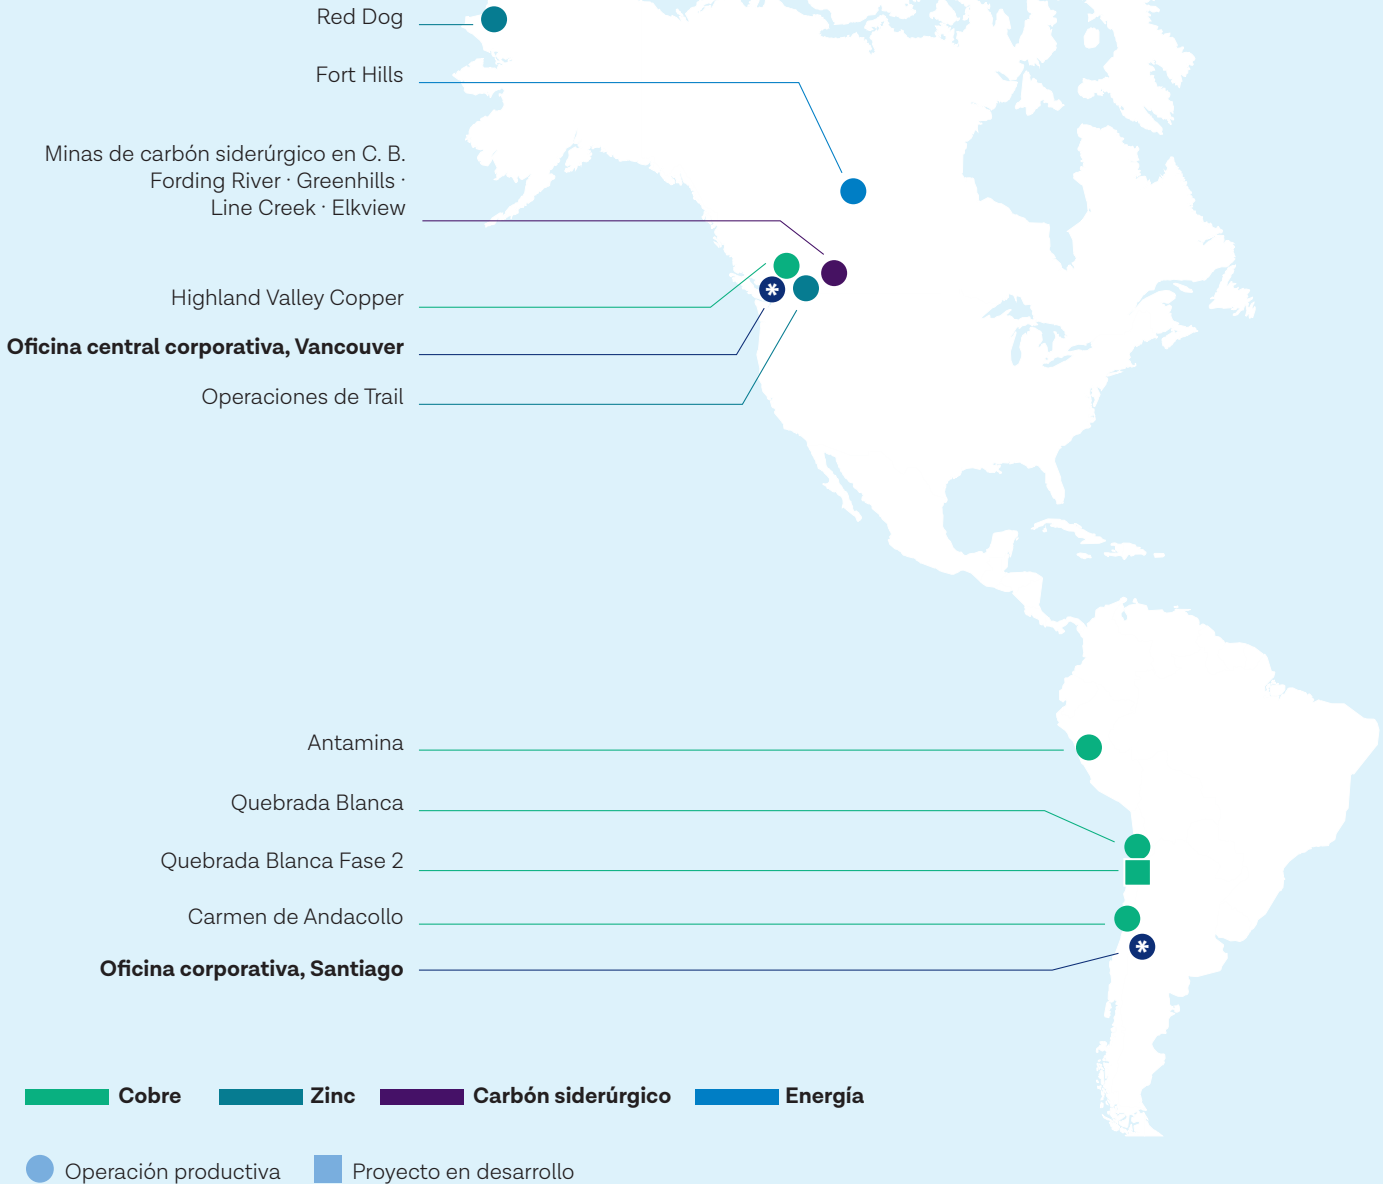 Red Dog
Fort Hills
Minas de carbón siderúrgico en C. B.
Fording River · Greenhills ·
Line Creek · Elkview
Highland Valley Copper
Oficina central corporativa, Vancouver
Operaciones de Trail
Antamina
Quebrada Blanca
Quebrada Blanca Fase 2
Carmen de Andacollo
Oficina corporativa, Santiago
Cobre Zinc Carbón siderúrgico Energía
Operación productiva Proyecto en desarrollo